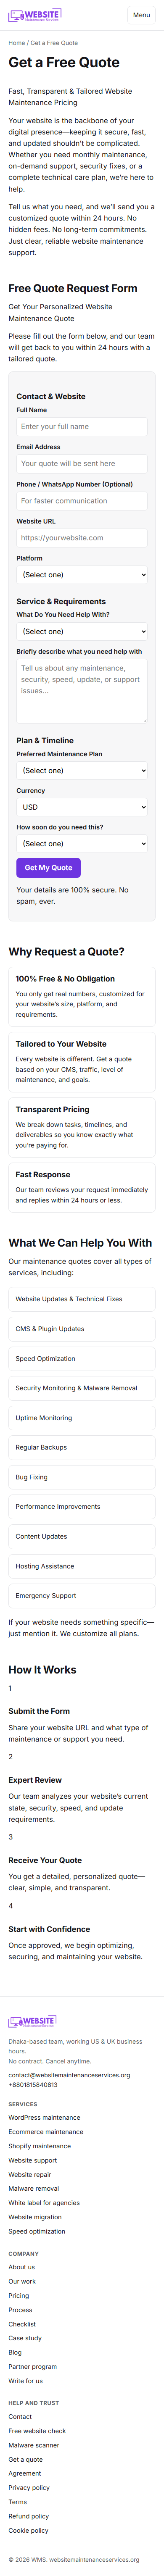 WEBSITE
Menu
Home / Get a Free Quote
Get a Free Quote
Fast, Transparent & Tailored Website
Maintenance Pricing
Your website is the backbone of your
digital presence—keeping it secure, fast,
and updated shouldn't be complicated.
Whether you need monthly maintenance,
on-demand support, security fixes, or a
complete technical care plan, we're here to
help.
Tell us what you need, and we'll send you a
customized quote within 24 hours. No
hidden fees. No long-term commitments.
Just clear, reliable website maintenance
support.
Free Quote Request Form
Get Your Personalized Website
Maintenance Quote
Please fill out the form below, and our team
will get back to you within 24 hours with a
tailored quote.
Contact & Website
Full Name
Enter your full name
Email Address
Your quote will be sent here
Phone / WhatsApp Number (Optional)
For faster communication
Website URL
https://yourwebsite.com
Platform
(Select one)
Service & Requirements
What Do You Need Help With?
(Select one)
Briefly describe what you need help with
Tell us about any maintenance,
security, speed, update, or support
issues...
Plan & Timeline
Preferred Maintenance Plan
(Select one)
Currency
USD
How soon do you need this?
(Select one)
Get My Quote
Your details are 100% secure. No
spam, ever.
Why Request a Quote?
100% Free & No Obligation
You only get real numbers, customized for
your website's size, platform, and
requirements.
Tailored to Your Website
Every website is different. Get a quote
based on your CMS, traffic, level of
maintenance, and goals.
Transparent Pricing
We break down tasks, timelines, and
deliverables so you know exactly what
you're paying for.
Fast Response
Our team reviews your request immediately
and replies within 24 hours or less.
What We Can Help You With
Our maintenance quotes cover all types of
services, including:
Website Updates & Technical Fixes
CMS & Plugin Updates
Speed Optimization
Security Monitoring & Malware Removal
Uptime Monitoring
Regular Backups
Bug Fixing
Performance Improvements
Content Updates
Hosting Assistance
Emergency Support
If your website needs something specific—
just mention it. We customize all plans.
How It Works
1
Submit the Form
Share your website URL and what type of
maintenance or support you need.
2
Expert Review
Our team analyzes your website's current
state, security, speed, and update
requirements.
3
Receive Your Quote
You get a detailed, personalized quote—
clear, simple, and transparent.
4
Start with Confidence
Once approved, we begin optimizing,
securing, and maintaining your website.
WEBSITE
Dhaka-based team, working US & UK business
hours.
No contract. Cancel anytime.
contact@websitemaintenanceservices.org
+8801815840813
SERVICES
WordPress maintenance
Ecommerce maintenance
Shopify maintenance
Website support
Website repair
Malware removal
White label for agencies
Website migration
Speed optimization
COMPANY
About us
Our work
Pricing
Process
Checklist
Case study
Blog
Partner program
Write for us
HELP AND TRUST
Contact
Free website check
Malware scanner
Get a quote
Agreement
Privacy policy
Terms
Refund policy
Cookie policy
© 2026 WMS. websitemaintenanceservices.org